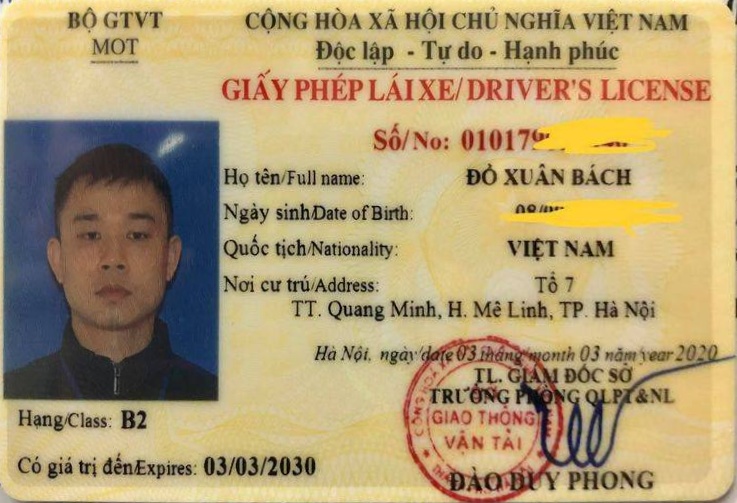 BỘ GTVT
MOT
CỘNG HÒA XÃ HỘI CHỦ NGHĨA VIỆT NAM
Độc lập - Tự do - Hạnh phúc
GIẤY PHÉP LÁI XE/ DRIVER'S LICENSE
Số/No: 010179
Họ tên/Full name: ĐỖ XUÂN BÁCH
Ngày sinh/Date of Birth:
Quốc tịch/Nationality: VIỆT NAM
Nơi cư trú/Address: Tổ 7
TT. Quang Minh, H. Mê Linh, TP. Hà Nội
Hà Nội, ngày/date 03 tháng/month 03 năm/year 2020
TL. GIÁM ĐỐC SỞ
TRƯỞNG PHÒNG QLPT&NL
GIAO THÔNG
VẬN TẢI
Hạng/Class: B2
Có giá trị đến/Expires: 03/03/2030
ĐÀO DUY PHONG